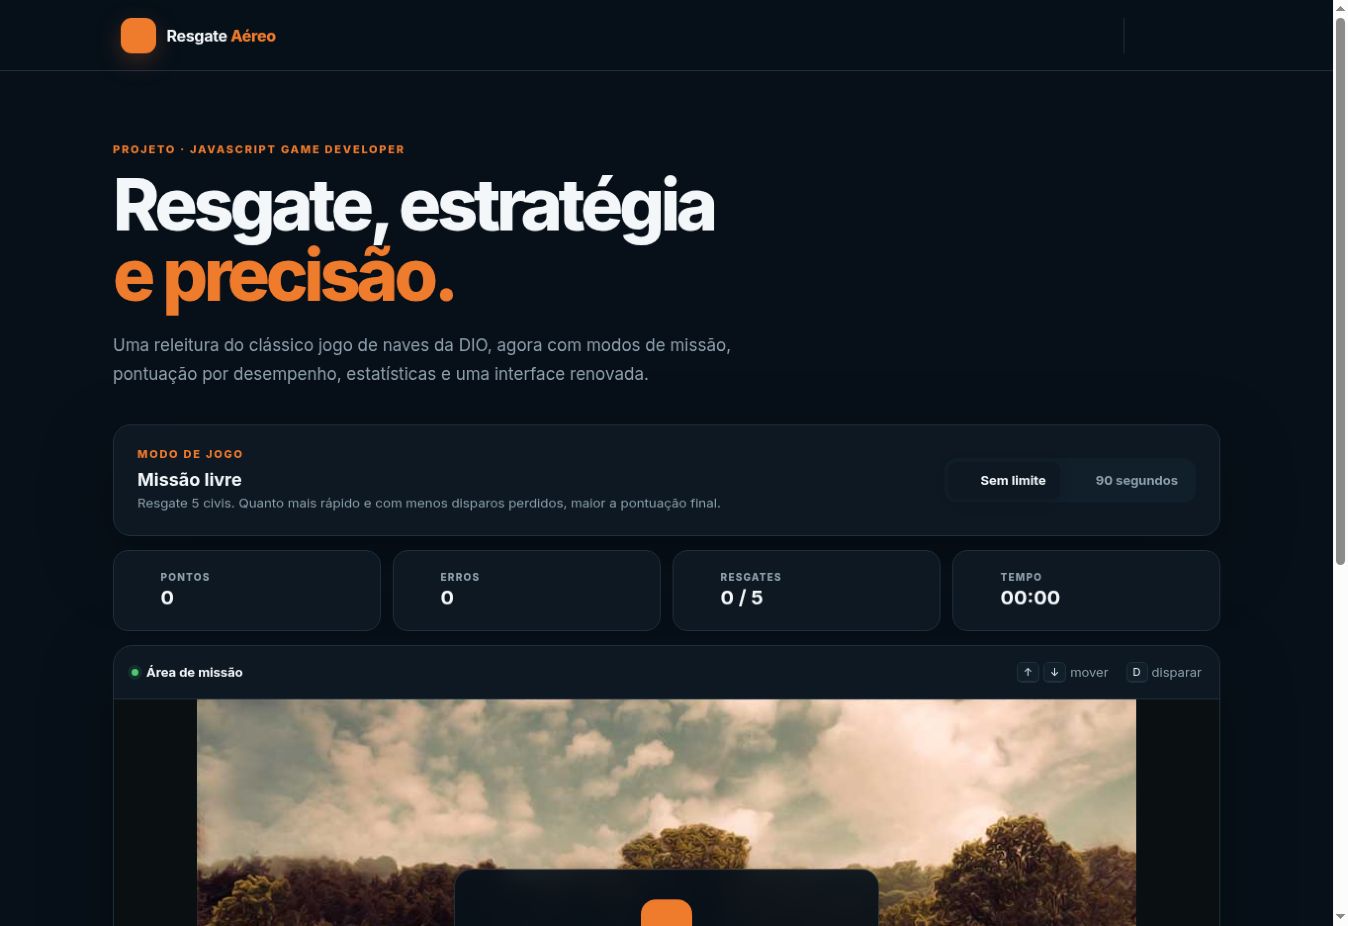 Resgate Aéreo
PROJETO · JAVASCRIPT GAME DEVELOPER
Resgate, estratégia
e precisão.
Uma releitura do clássico jogo de naves da DIO, agora com modos de missão,
pontuação por desempenho, estatísticas e uma interface renovada.
MODO DE JOGO
Missão livre
Resgate 5 civis. Quanto mais rápido e com menos disparos perdidos, maior a pontuação final.
Sem limite
90 segundos
PONTOS
0
ERROS
0
RESGATES
0 / 5
TEMPO
00:00
Área de missão
↑ ↓ mover D disparar